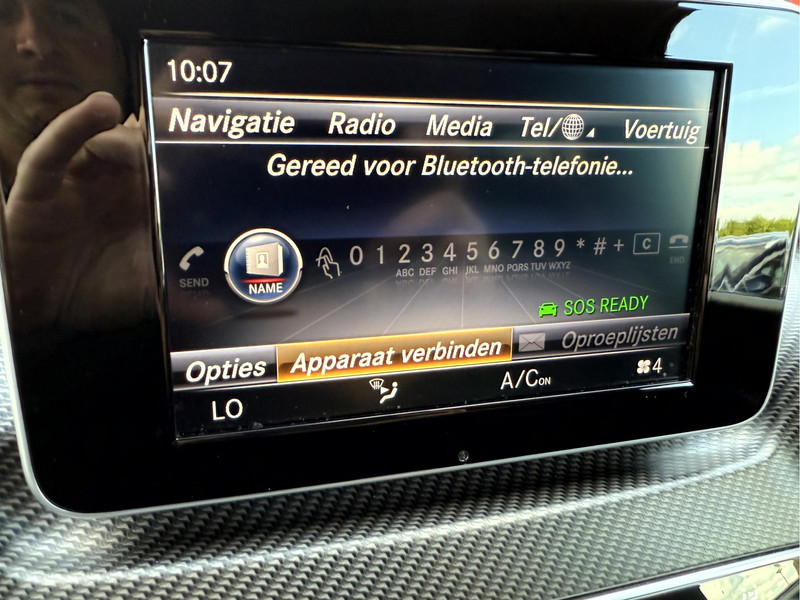 10:07
Navigatie Radio Media Tel/ Voertuig
Gereed voor Bluetooth-telefonie...
SEND NAME 0 1 2 3 4 5 6 7 8 9 * # + C END
ABC DEF GHI JKL MNO PQRS TUV WXYZ
SOS READY
Opties Apparaat verbinden Oproeplijsten
LO A/C ON 4